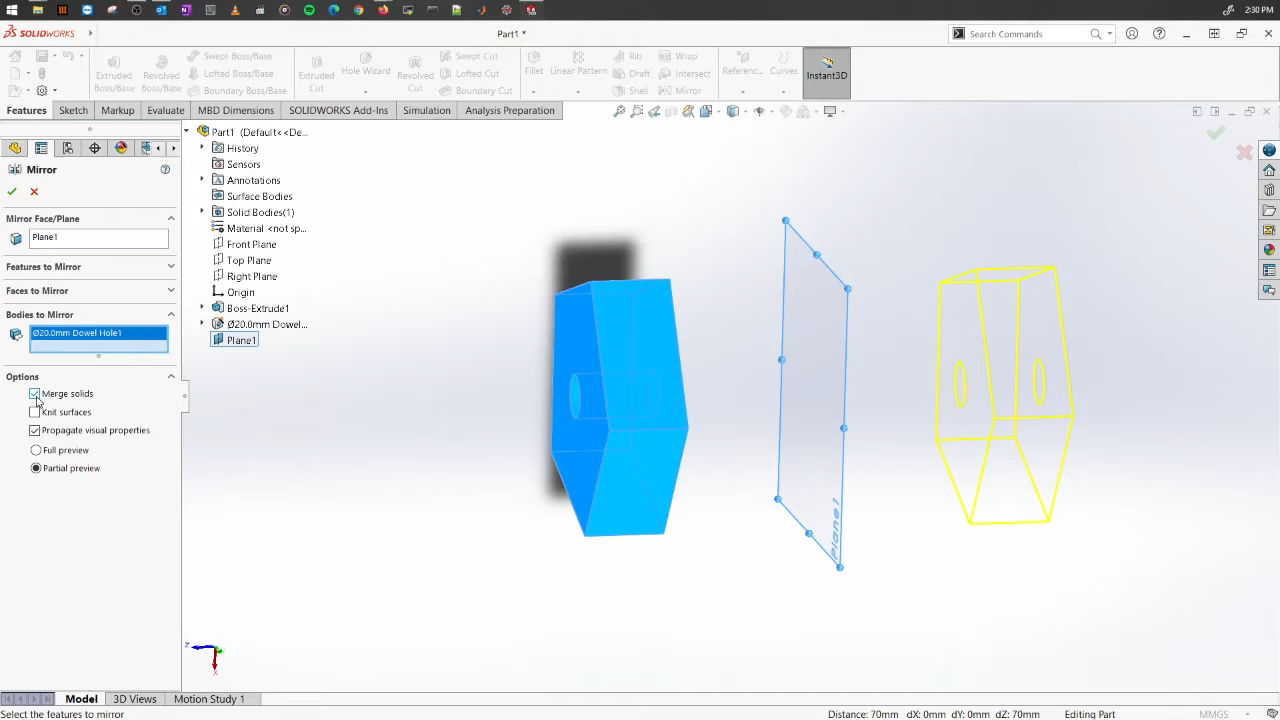 2:30 PM
SOLIDWORKS
Part1 *
Search Commands
Extruded Boss/Base
Revolved Boss/Base
Swept Boss/Base
Lofted Boss/Base
Boundary Boss/Base
Extruded Cut
Hole Wizard
Revolved Cut
Swept Cut
Lofted Cut
Boundary Cut
Fillet
Linear Pattern
Rib
Draft
Shell
Wrap
Intersect
Mirror
Referenc...
Curves
Instant3D
Features
Sketch
Markup
Evaluate
MBD Dimensions
SOLIDWORKS Add-Ins
Simulation
Analysis Preparation
Mirror
Mirror Face/Plane
Plane1
Features to Mirror
Faces to Mirror
Bodies to Mirror
Ø20.0mm Dowel Hole1
Options
Merge solids
Knit surfaces
Propagate visual properties
Full preview
Partial preview
Part1 (Default<<De...
History
Sensors
Annotations
Surface Bodies
Solid Bodies(1)
Material <not sp...
Front Plane
Top Plane
Right Plane
Origin
Boss-Extrude1
Ø20.0mm Dowel...
Plane1
Plane1
Z
X
Model
3D Views
Motion Study 1
Select the features to mirror
Distance: 70mm dX: 0mm dY: 0mm dZ: 70mm
Editing Part
MMGS